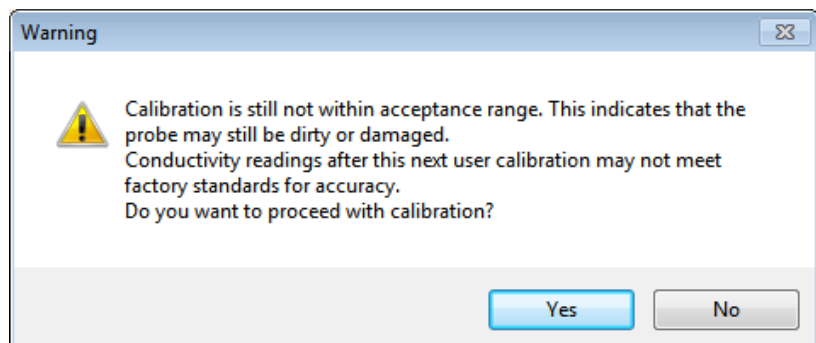 Warning
Calibration is still not within acceptance range. This indicates that the
probe may still be dirty or damaged.
Conductivity readings after this next user calibration may not meet
factory standards for accuracy.
Do you want to proceed with calibration?
Yes No